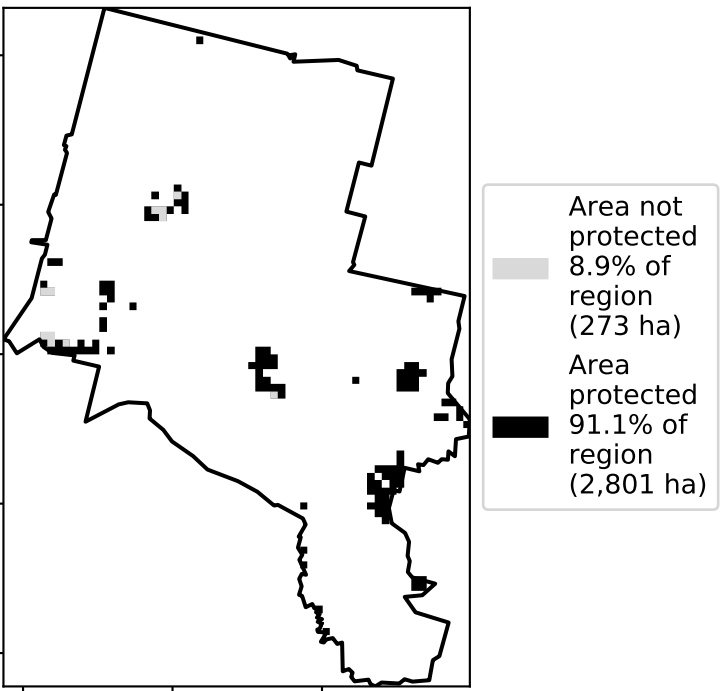 Area not
protected
8.9% of
region
(273 ha)
Area
protected
91.1% of
region
(2,801 ha)